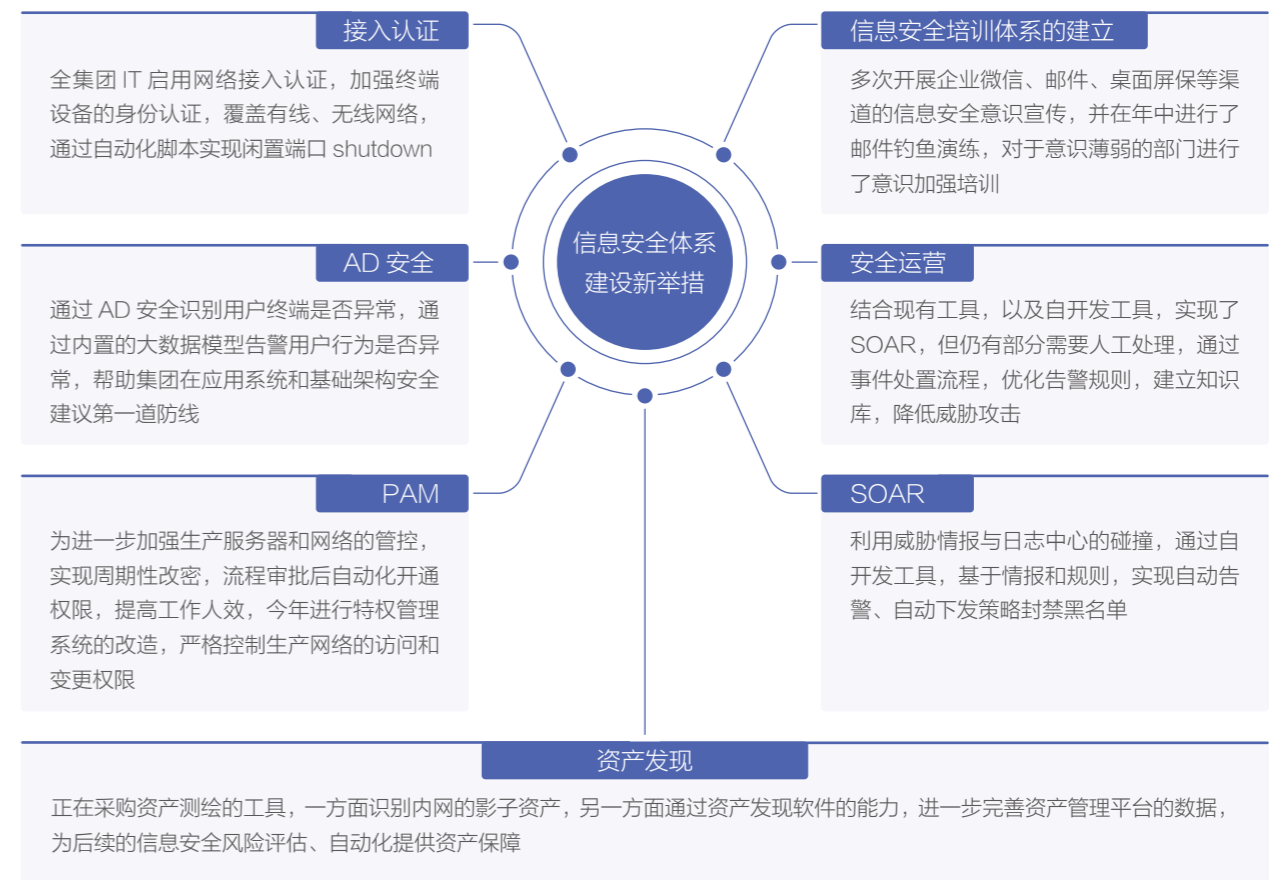 接入认证
全集团 IT 启用网络接入认证，加强终端
设备的身份认证，覆盖有线、无线网络，
通过自动化脚本实现闲置端口 shutdown
AD 安全
通过 AD 安全识别用户终端是否异常，通
过内置的大数据模型告警用户行为是否异
常，帮助集团在应用系统和基础架构安全
建议第一道防线
PAM
为进一步加强生产服务器和网络的管控，
实现周期性改密，流程审批后自动化开通
权限，提高工作人效，今年进行特权管理
系统的改造，严格控制生产网络的访问和
变更权限
信息安全体系
建设新举措
信息安全培训体系的建立
多次开展企业微信、邮件、桌面屏保等渠
道的信息安全意识宣传，并在年中进行了
邮件钓鱼演练，对于意识薄弱的部门进行
了意识加强培训
安全运营
结合现有工具，以及自开发工具，实现了
SOAR，但仍有部分需要人工处理，通过
事件处置流程，优化告警规则，建立知识
库，降低威胁攻击
SOAR
利用威胁情报与日志中心的碰撞，通过自
开发工具，基于情报和规则，实现自动告
警、自动下发策略封禁黑名单
资产发现
正在采购资产测绘的工具，一方面识别内网的影子资产，另一方面通过资产发现软件的能力，进一步完善资产管理平台的数据，
为后续的信息安全风险评估、自动化提供资产保障